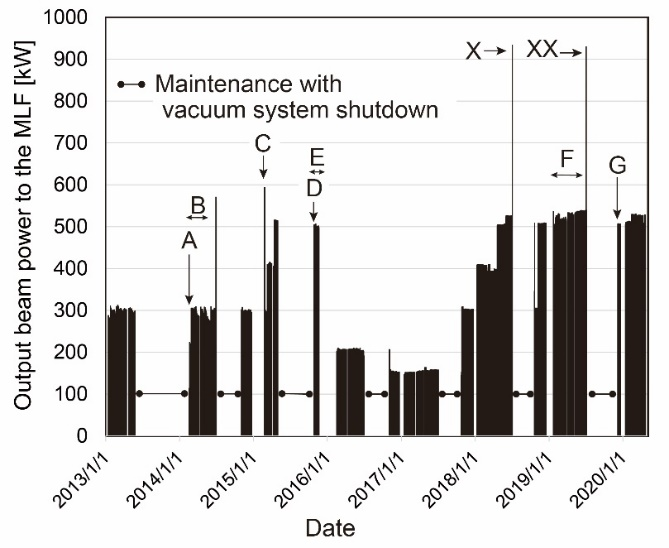 Output beam power to the MLF [kW]
1000
900
800
700
600
500
400
300
200
100
0
Maintenance with
vacuum system shutdown
A
B
C
D
E
X
XX
F
G
2013/1/1
2014/1/1
2015/1/1
2016/1/1
2017/1/1
2018/1/1
2019/1/1
2020/1/1
Date